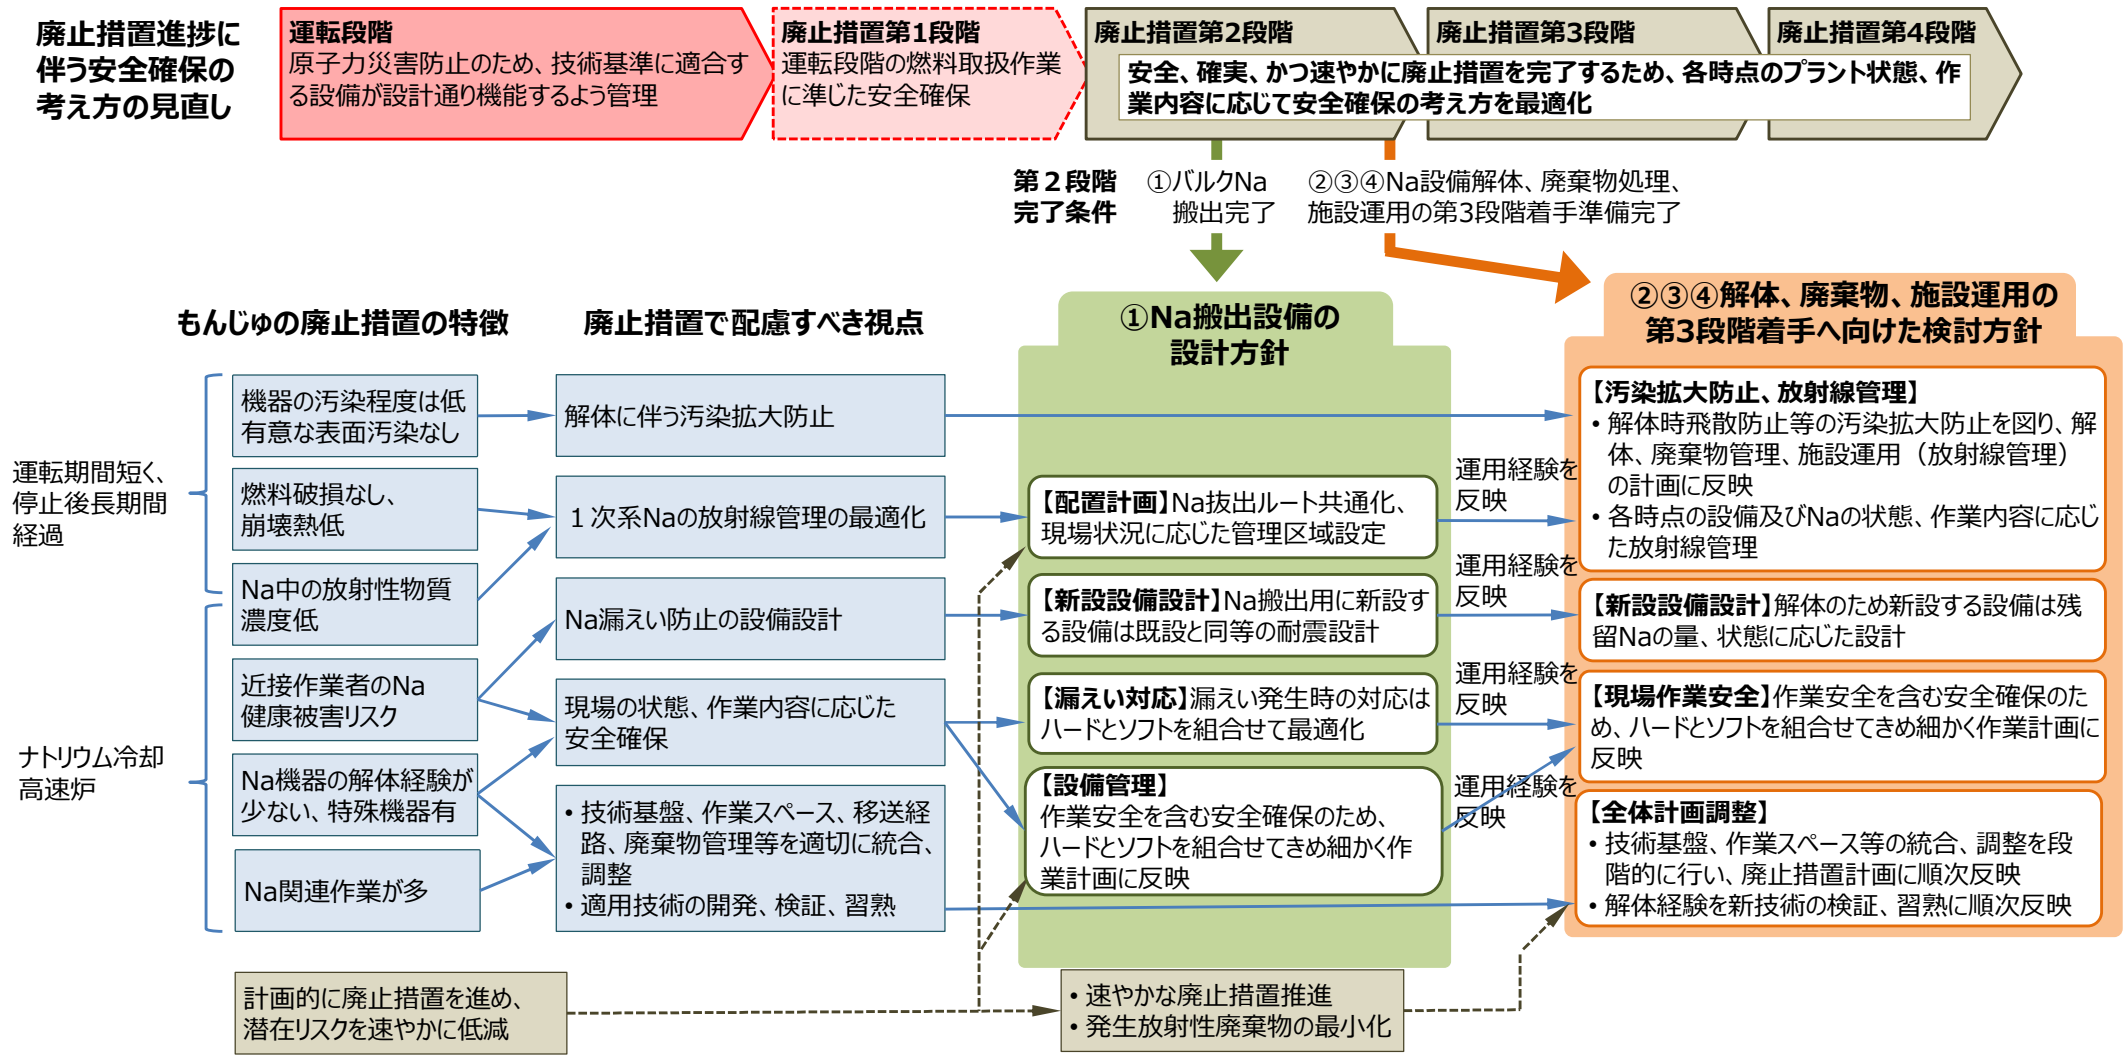 廃止措置進捗に
伴う安全確保の
考え方の見直し
運転段階
原子力災害防止のため、技術基準に適合す
る設備が設計通り機能するよう管理
廃止措置第1段階
運転段階の燃料取扱作業
に準じた安全確保
廃止措置第2段階
廃止措置第3段階
廃止措置第4段階
安全、確実、かつ速やかに廃止措置を完了するため、各時点のプラント状態、作
業内容に応じて安全確保の考え方を最適化
第２段階
完了条件
①バルクNa
搬出完了
②③④Na設備解体、廃棄物処理、
施設運用の第3段階着手準備完了
もんじゅの廃止措置の特徴
廃止措置で配慮すべき視点
①Na搬出設備の
設計方針
②③④解体、廃棄物、施設運用の
第3段階着手へ向けた検討方針
運転期間短く、
停止後長期間
経過
ナトリウム冷却
高速炉
機器の汚染程度は低
有意な表面汚染なし
燃料破損なし、
崩壊熱低
Na中の放射性物質
濃度低
近接作業者のNa
健康被害リスク
Na機器の解体経験が
少ない、特殊機器有
Na関連作業が多
解体に伴う汚染拡大防止
１次系Naの放射線管理の最適化
Na漏えい防止の設備設計
現場の状態、作業内容に応じた
安全確保
• 技術基盤、作業スペース、移送経
路、廃棄物管理等を適切に統合、
調整
• 適用技術の開発、検証、習熟
【配置計画】Na抜出ルート共通化、
現場状況に応じた管理区域設定
【新設設備設計】Na搬出用に新設す
る設備は既設と同等の耐震設計
【漏えい対応】漏えい発生時の対応は
ハードとソフトを組合せて最適化
【設備管理】
作業安全を含む安全確保のため、
ハードとソフトを組合せてきめ細かく作
業計画に反映
運用経験を
反映
運用経験を
反映
運用経験を
反映
運用経験を
反映
【汚染拡大防止、放射線管理】
• 解体時飛散防止等の汚染拡大防止を図り、解
体、廃棄物管理、施設運用（放射線管理）
の計画に反映
• 各時点の設備及びNaの状態、作業内容に応じ
た放射線管理
【新設設備設計】解体のため新設する設備は残
留Naの量、状態に応じた設計
【現場作業安全】作業安全を含む安全確保のた
め、ハードとソフトを組合せてきめ細かく作業計画に
反映
【全体計画調整】
• 技術基盤、作業スペース等の統合、調整を段
階的に行い、廃止措置計画に順次反映
• 解体経験を新技術の検証、習熟に順次反映
計画的に廃止措置を進め、
潜在リスクを速やかに低減
• 速やかな廃止措置推進
• 発生放射性廃棄物の最小化